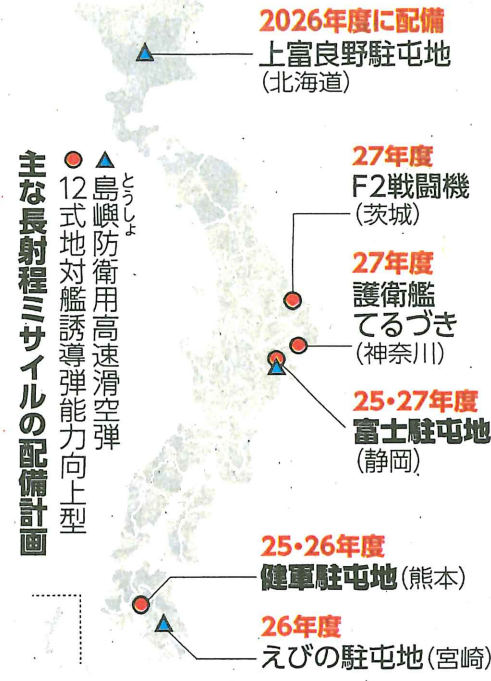 2026年度に配備
上富良野駐屯地
(北海道)
27年度
F2戦闘機
(茨城)
27年度
護衛艦
てるづき
(神奈川)
25・27年度
富士駐屯地
(静岡)
25・26年度
健軍駐屯地(熊本)
26年度
えびの駐屯地(宮崎)
▲島嶼防衛用高速滑空弾
とうしょ
●12式地対艦誘導弾能力向上型
主な長射程ミサイルの配備計画